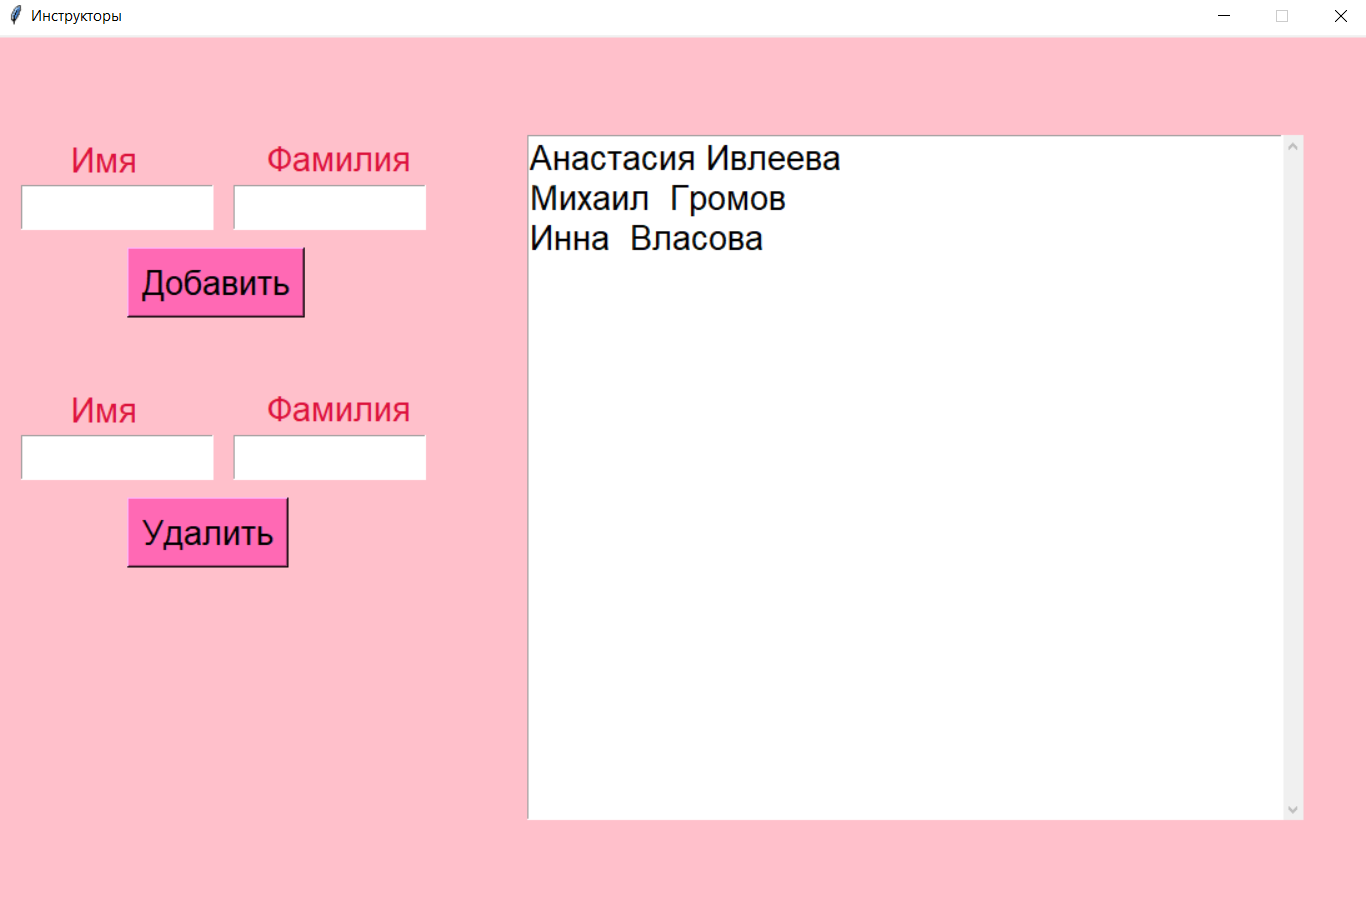 Инструкторы
Имя Фамилия
Добавить
Имя Фамилия
Удалить
Анастасия Ивлеева
Михаил  Громов
Инна  Власова